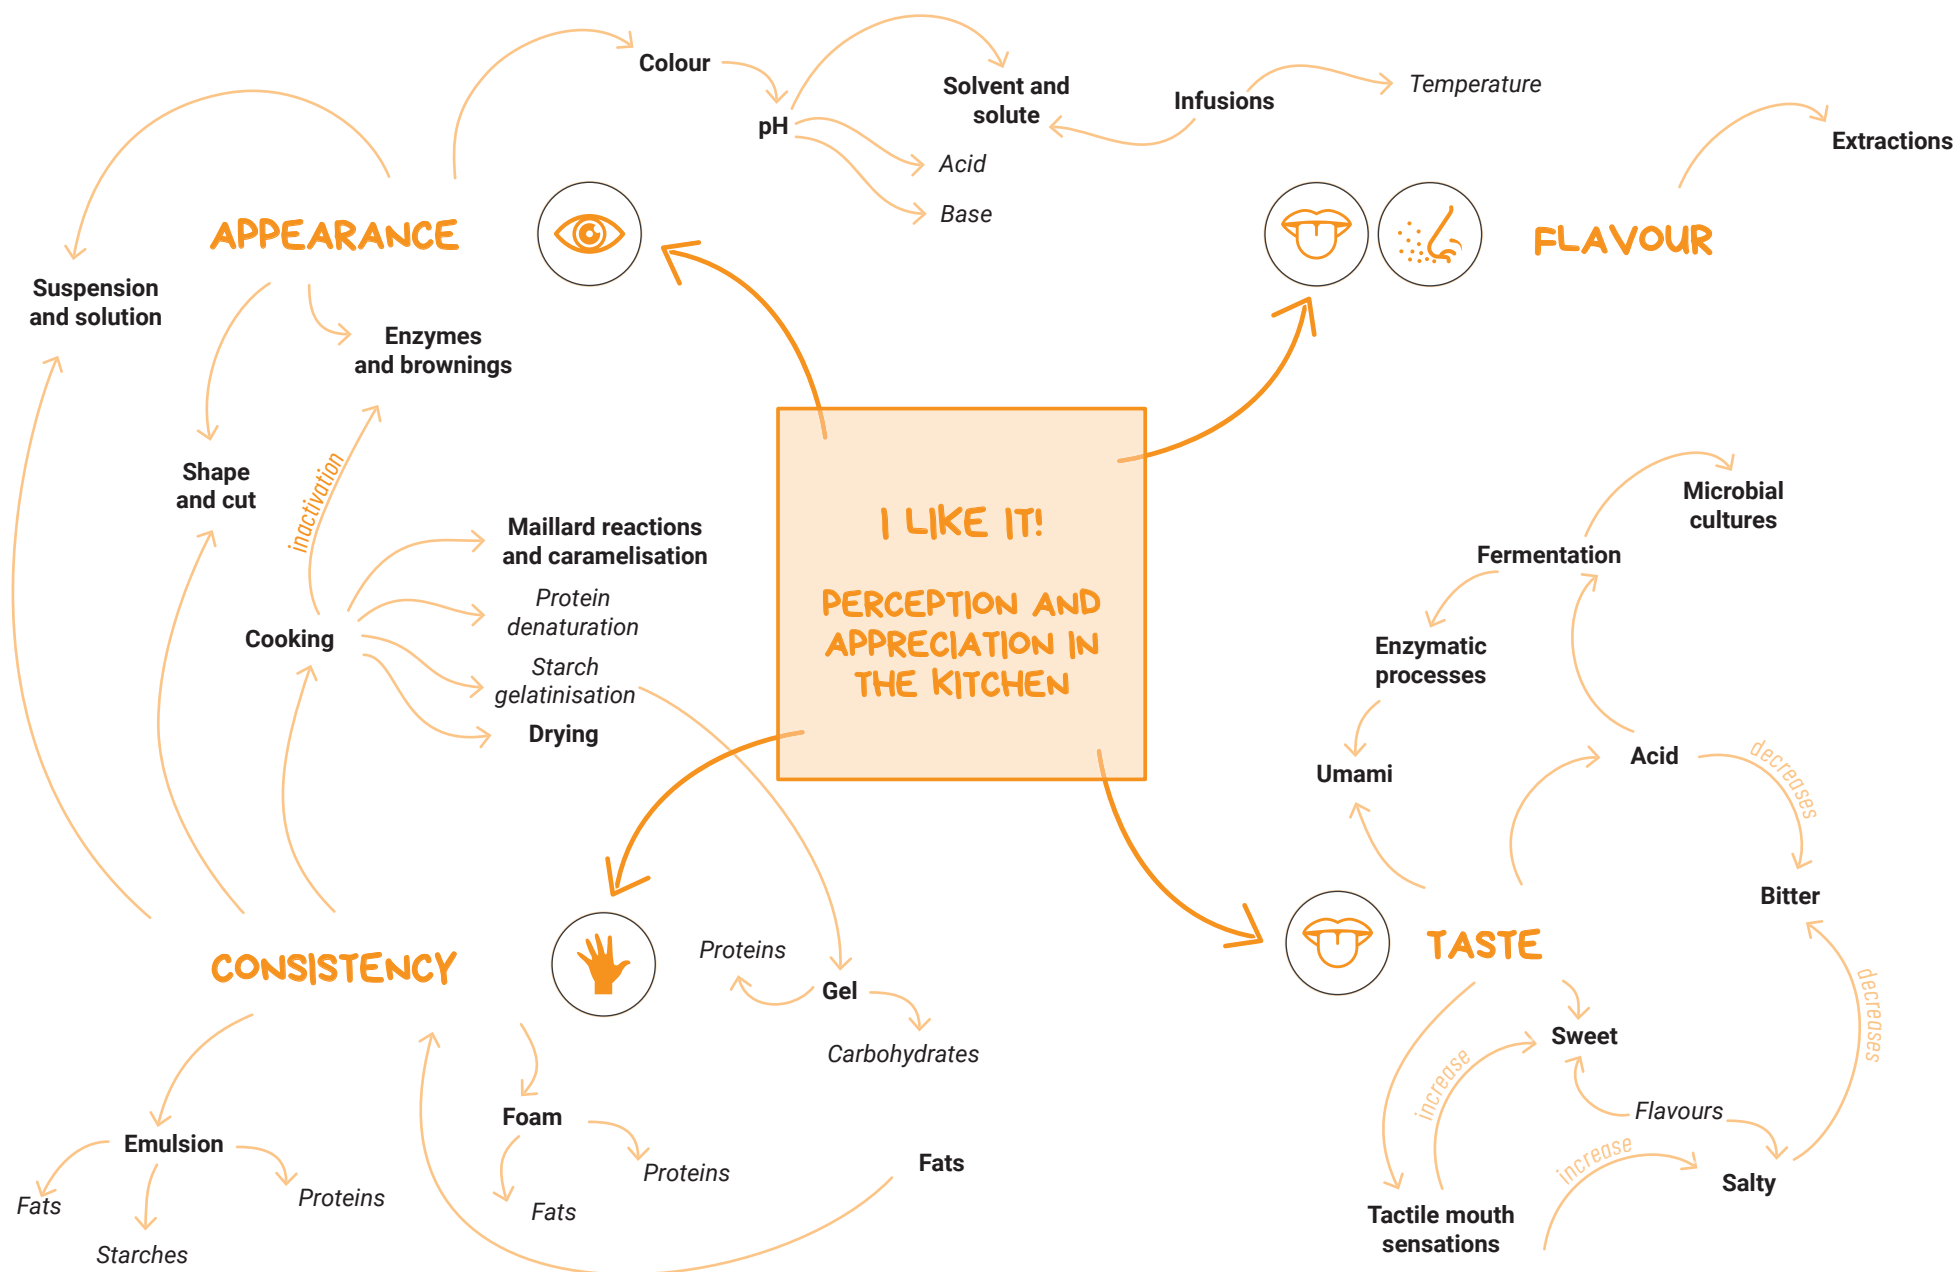 Colour
pH
Solvent and
solute
Acid
Base
Infusions
Temperature
Extractions
APPEARANCE
FLAVOUR
Suspension
and solution
Enzymes
and brownings
Shape
and cut
inactivation
Maillard reactions
and caramelisation
Protein
denaturation
Cooking
Starch
gelatinisation
Drying
I LIKE IT!
PERCEPTION AND
APPRECIATION IN
THE KITCHEN
Microbial
cultures
Fermentation
Enzymatic
processes
Umami
Acid
decreases
Bitter
CONSISTENCY
Proteins
Gel
Carbohydrates
TASTE
Sweet
decreases
increase
Flavours
increase
Salty
Tactile mouth
sensations
Emulsion
Fats
Starches
Proteins
Foam
Proteins
Fats
Fats